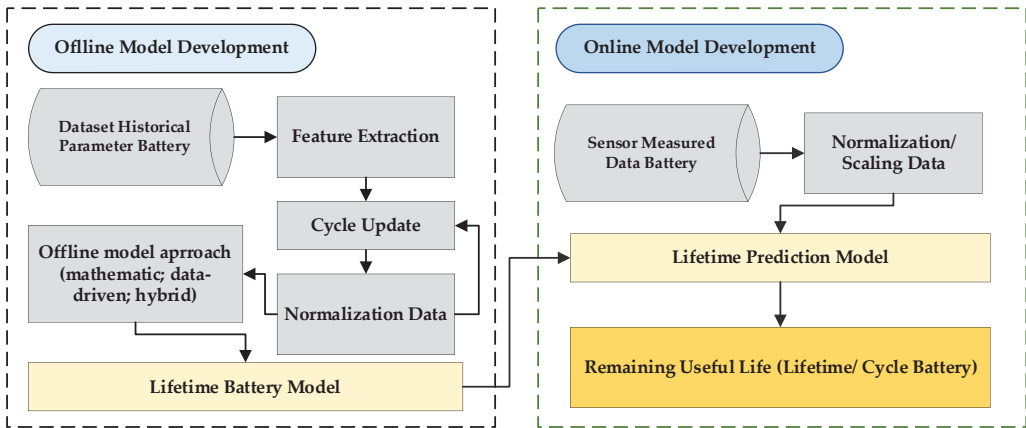 Oflline Model Development
Dataset Historical
Parameter Battery
Feature Extraction
Cycle Update
Offline model aprroach
(mathematic; data-
driven; hybrid)
Normalization Data
Lifetime Battery Model
Online Model Development
Sensor Measured
Data Battery
Normalization/
Scaling Data
Lifetime Prediction Model
Remaining Useful Life (Lifetime/ Cycle Battery)